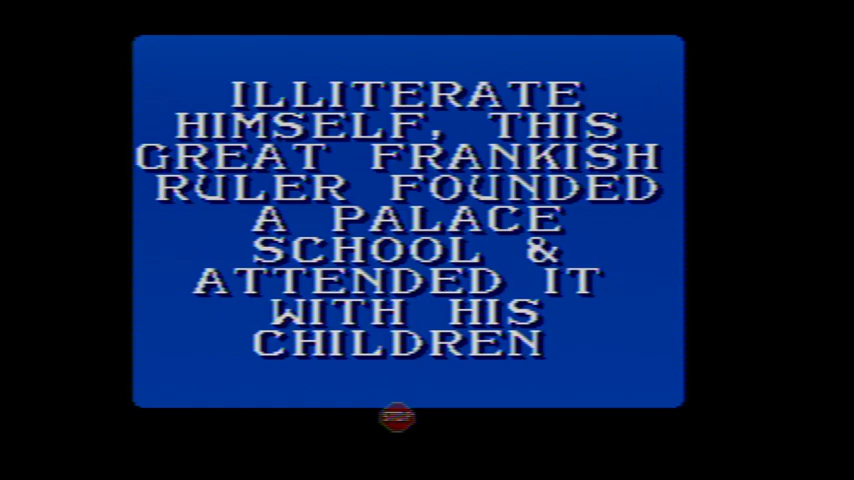 ILLITERATE
HIMSELF, THIS
GREAT FRANKISH
RULER FOUNDED
A PALACE
SCHOOL &
ATTENDED IT
WITH HIS
CHILDREN